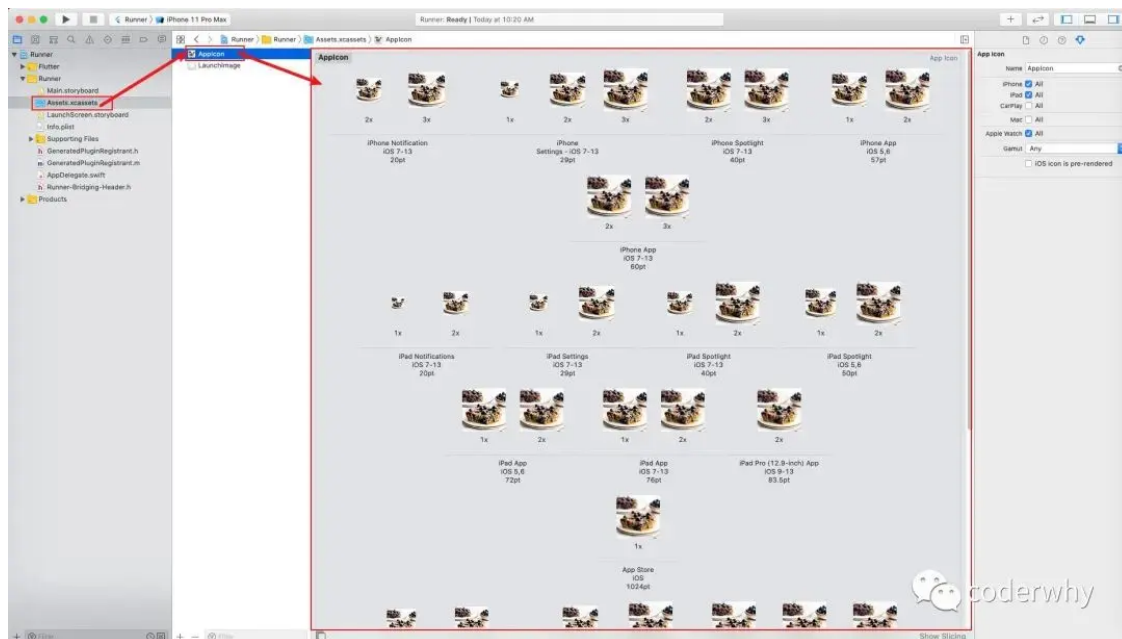 Runner
iPhone 11 Pro Max
Runner: Ready | Today at 10:20 AM
Runner
Runner
Assets.xcassets
AppIcon
Runner
Flutter
Runner
Main.storyboard
Assets.xcassets
LaunchScreen.storyboard
Info.plist
Supporting Files
GeneratedPluginRegistrant.h
GeneratedPluginRegistrant.m
AppDelegate.swift
Runner-Bridging-Header.h
Products
AppIcon
LaunchImage
AppIcon
App Icon
2x 3x 1x 2x 3x 2x 3x 1x 2x
iPhone Notification
iOS 7-13
20pt
iPhone
Settings - iOS 7-13
29pt
iPhone Spotlight
iOS 7-13
40pt
iPhone App
iOS 5,6
57pt
2x 3x
iPhone App
iOS 7-13
60pt
1x 2x 1x 2x 1x 2x 1x 2x
iPad Notifications
iOS 7-13
20pt
iPad Settings
iOS 7-13
29pt
iPad Spotlight
iOS 7-13
40pt
iPad Spotlight
iOS 5,6
50pt
1x 2x 1x 2x 2x
iPad App
iOS 5,6
72pt
iPad App
iOS 7-13
76pt
iPad Pro (12.9-inch) App
iOS 9-13
83.5pt
1x
App Store
iOS
1024pt
App Icon
Name AppIcon
iPhone All
iPad All
CarPlay All
Mac All
Apple Watch All
Gamut Any
iOS icon is pre-rendered
Filter
Filter
Show Slicing
coderwhy